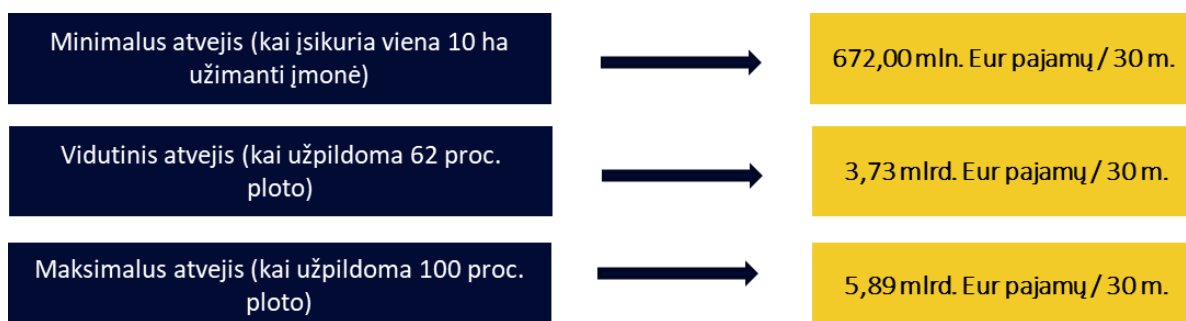 Minimalus atvejis (kai įsikuria viena 10 ha
užimanti įmonė)
672,00 mln. Eur pajamų / 30 m.
Vidutinis atvejis (kai užpildoma 62 proc.
ploto)
3,73 mlrd. Eur pajamų / 30 m.
Maksimalus atvejis (kai užpildoma 100 proc.
ploto)
5,89 mlrd. Eur pajamų / 30 m.